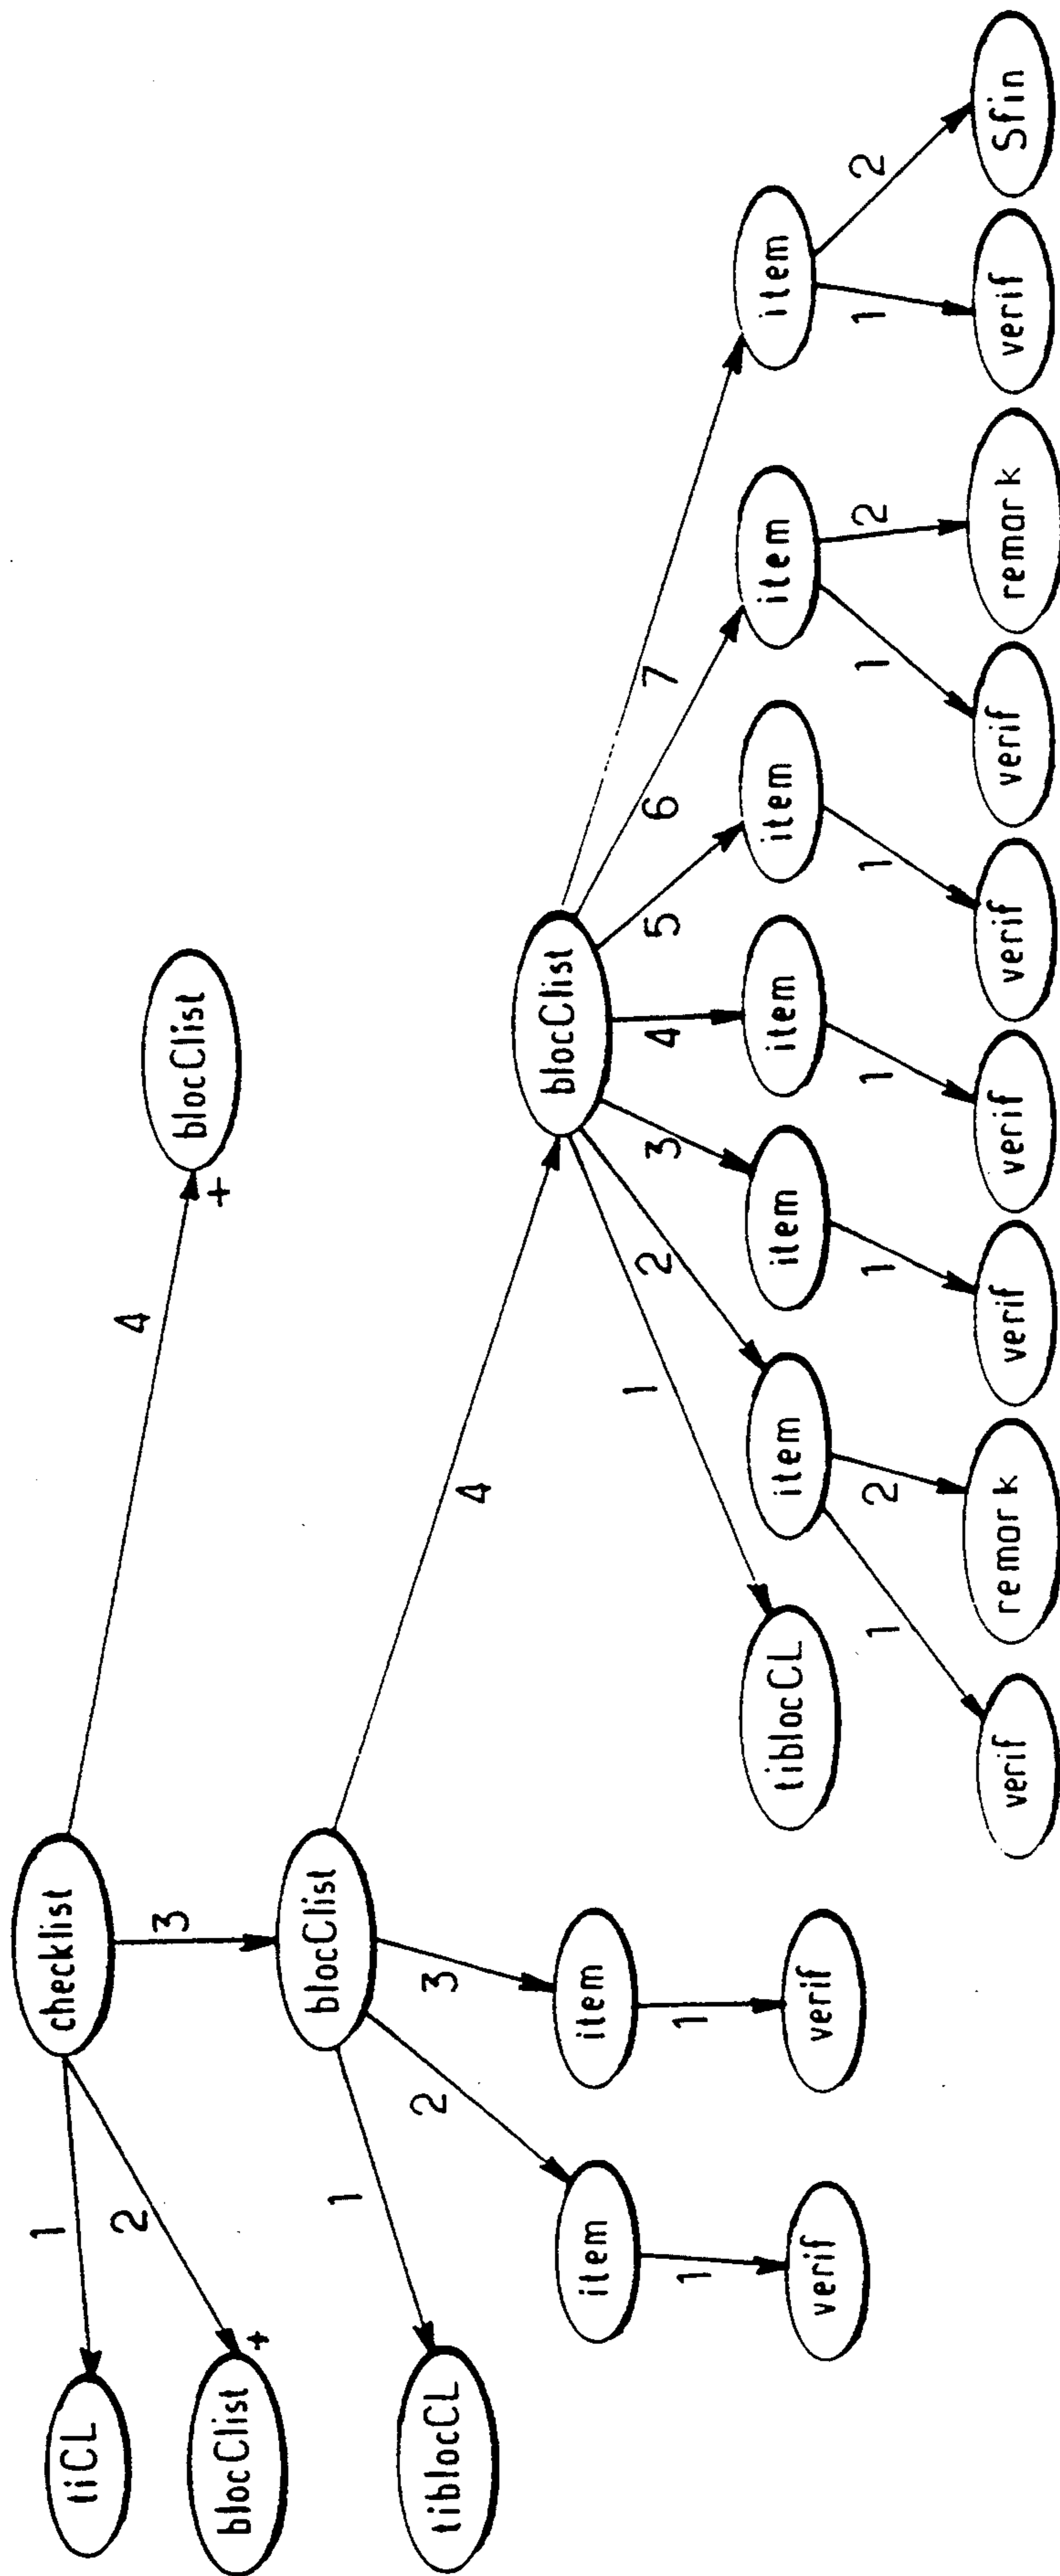 checklist
1
2
3
4
tiCL
blocClist
+
blocClist
blocClist
+
1
2
3
4
tiblocCL
item
item
blocClist
1
1
verif
verif
1
2
3
4
5
6
7
tiblocCL
item
item
item
item
item
item
1
2
1
1
1
1
2
1
2
verif
remark
verif
verif
verif
verif
remark
verif
Sfin